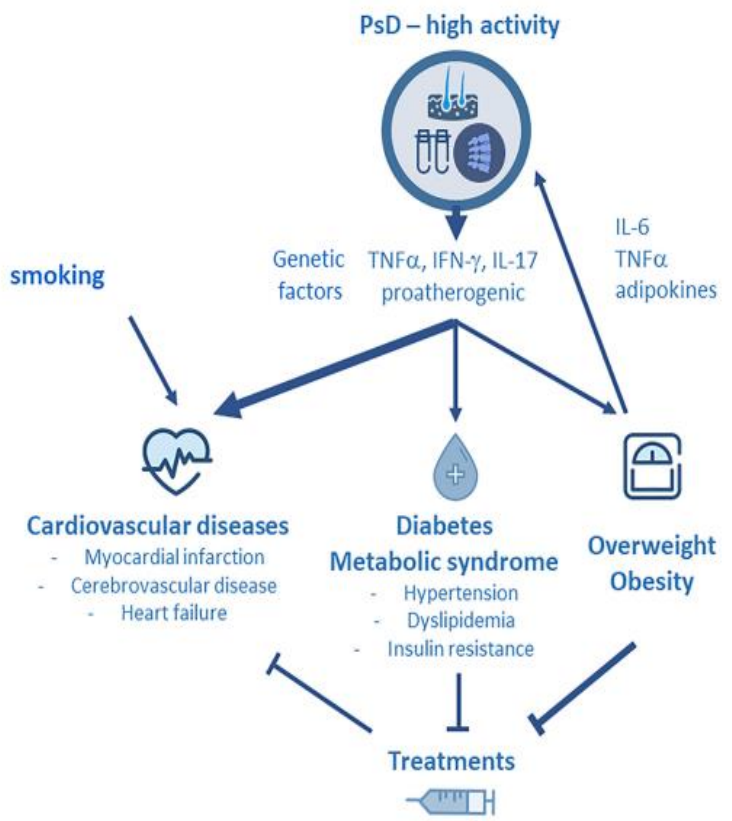 PsD – high activity
IL-6
TNFα
adipokines
Genetic
factors
TNFα, IFN-γ, IL-17
proatherogenic
smoking
Cardiovascular diseases
- Myocardial infarction
- Cerebrovascular disease
- Heart failure
Diabetes
Metabolic syndrome
- Hypertension
- Dyslipidemia
- Insulin resistance
Overweight
Obesity
Treatments